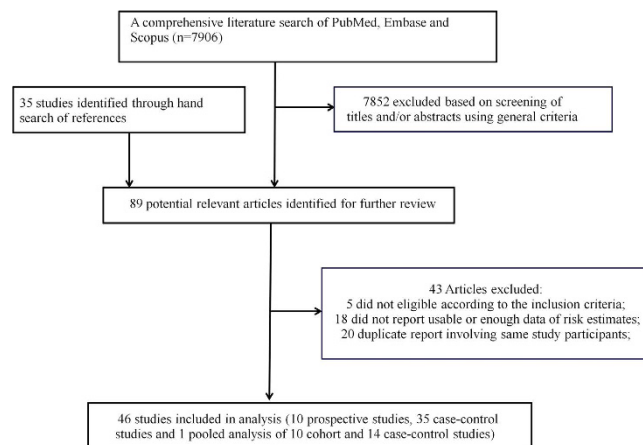 A comprehensive literature search of PubMed, Embase and
Scopus (n=7906)
35 studies identified through hand
search of references
7852 excluded based on screening of
titles and/or abstracts using general criteria
89 potential relevant articles identified for further review
43 Articles excluded:
5 did not eligible according to the inclusion criteria;
18 did not report usable or enough data of risk estimates;
20 duplicate report involving same study participants;
46 studies included in analysis (10 prospective studies, 35 case-control
studies and 1 pooled analysis of 10 cohort and 14 case-control studies)